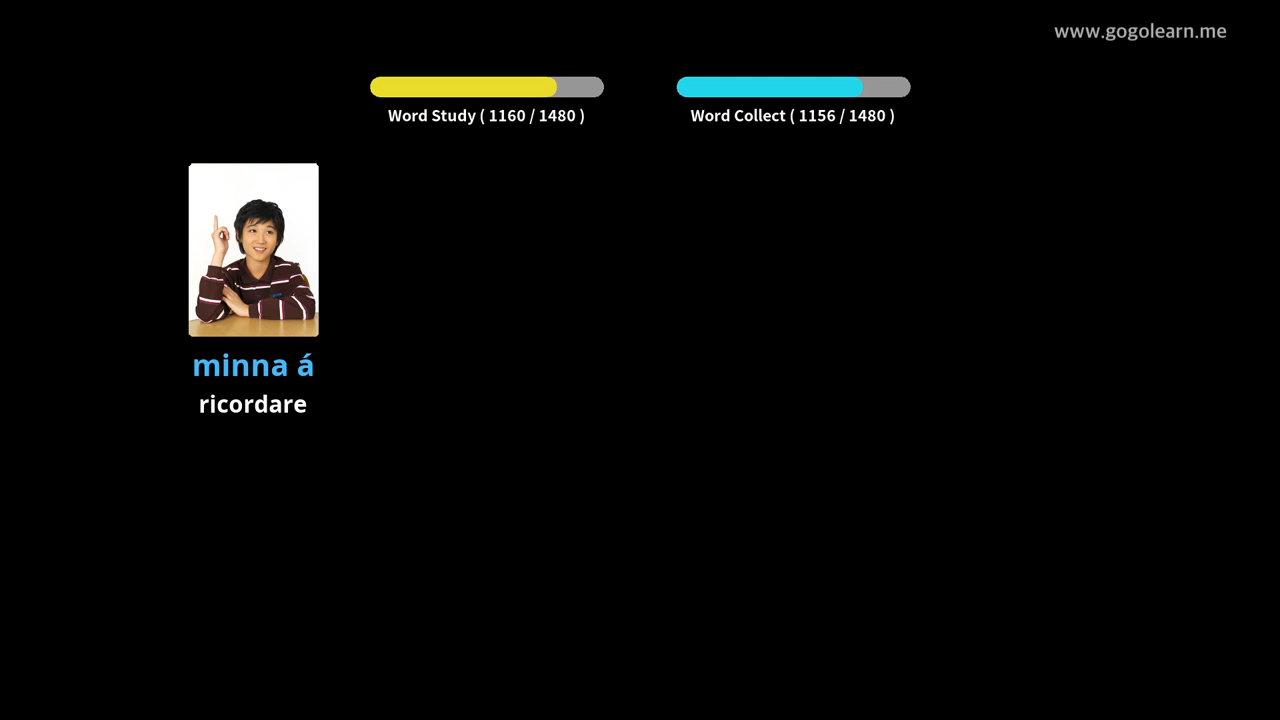 www.gogolearn.me
Word Study ( 1160 / 1480 )
Word Collect ( 1156 / 1480 )
minna á
ricordare